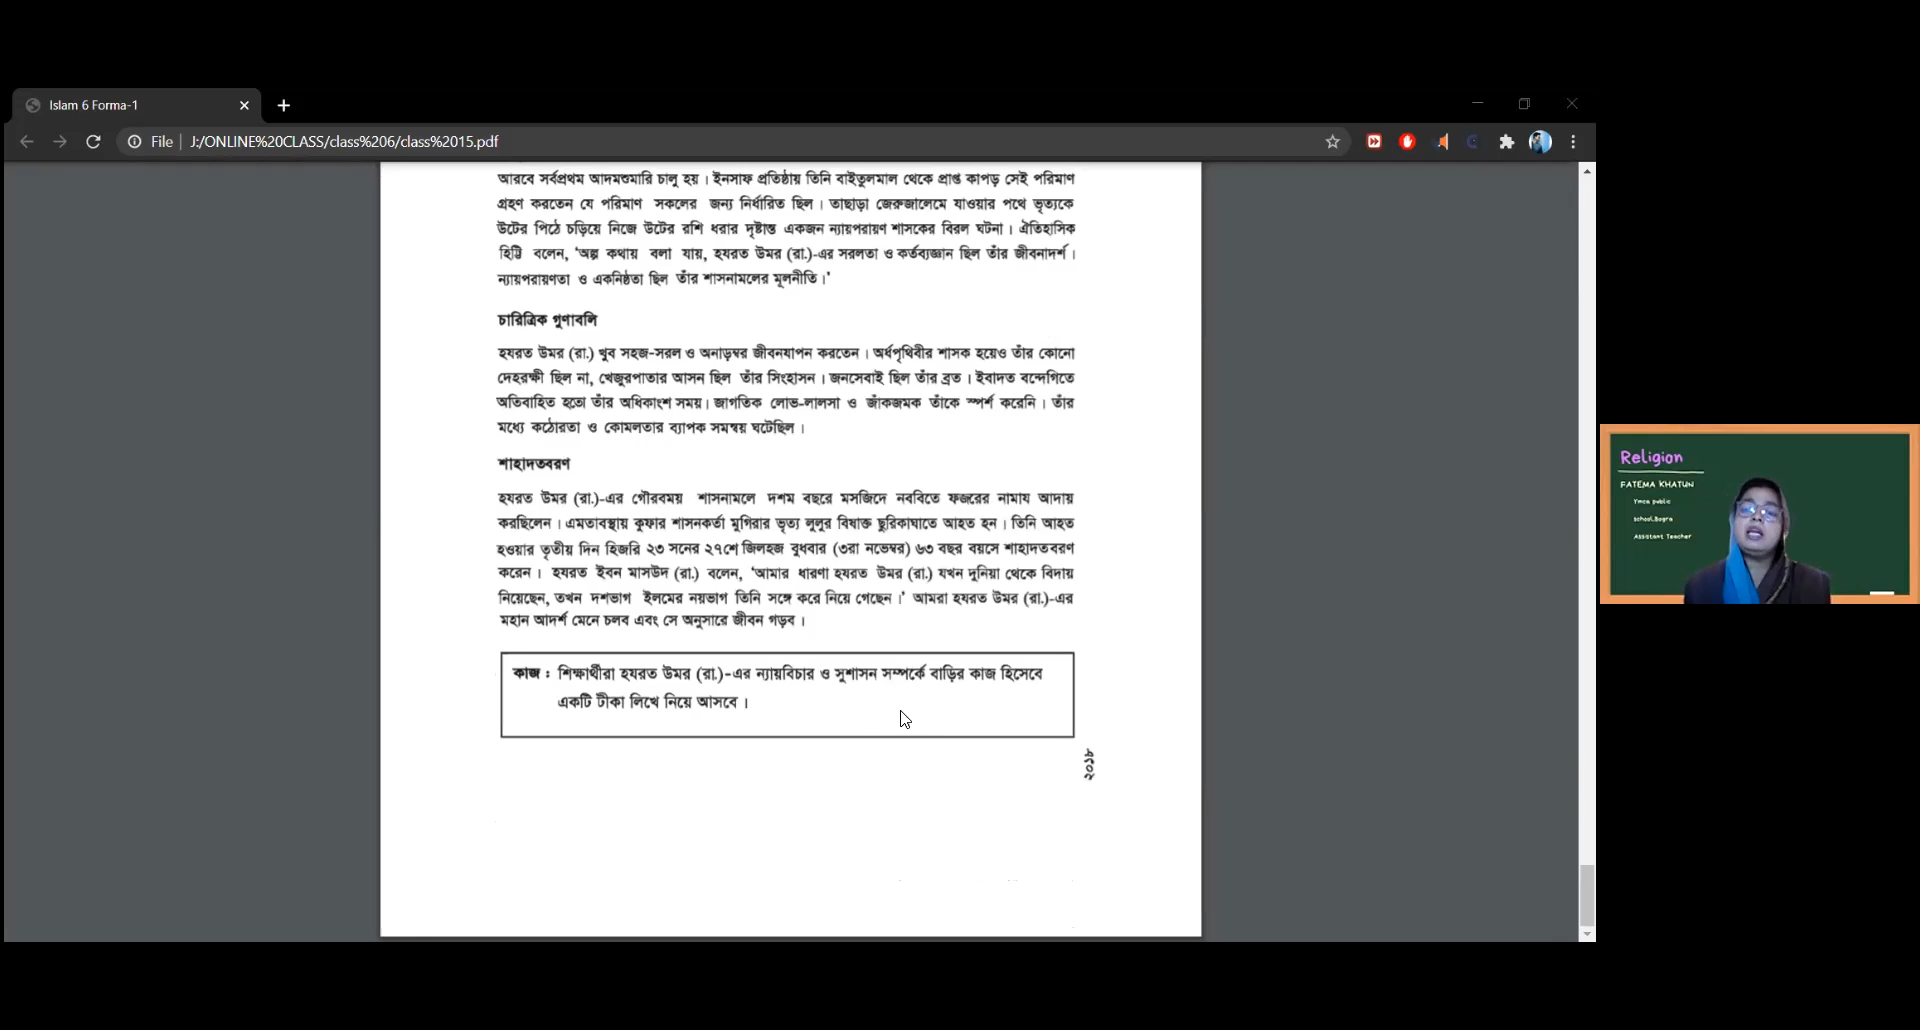 Islam 6 Forma-1
File | J:/ONLINE%20CLASS/class%206/class%2015.pdf
আরবে সর্বপ্রথম আদমশুমারি চালু হয়। ইনসাফ প্রতিষ্ঠায় তিনি বাইতুলমাল থেকে প্রাপ্ত কাপড় সেই পরিমাণ
গ্রহণ করতেন যে পরিমাণ সকলের জন্য নির্ধারিত ছিল। তাছাড়া জেরুজালেমে যাওয়ার পথে ভৃত্যকে
উটের পিঠে চড়িয়ে নিজে উটের রশি ধরার দৃষ্টান্ত একজন ন্যায়পরায়ণ শাসকের বিরল ঘটনা। ঐতিহাসিক
হিট্টি বলেন, ‘অল্প কথায় বলা যায়, হযরত উমর (রা.)-এর সরলতা ও কর্তব্যজ্ঞান ছিল তাঁর জীবনাদর্শ।
ন্যায়পরায়ণতা ও একনিষ্ঠতা ছিল তাঁর শাসনামলের মূলনীতি।’
চারিত্রিক গুণাবলি
হযরত উমর (রা.) খুব সহজ-সরল ও অনাড়ম্বর জীবনযাপন করতেন। অর্ধপৃথিবীর শাসক হয়েও তাঁর কোনো
দেহরক্ষী ছিল না, খেজুরপাতার আসন ছিল তাঁর সিংহাসন। জনসেবাই ছিল তাঁর ব্রত। ইবাদত বন্দেগিতে
অতিবাহিত হতো তাঁর অধিকাংশ সময়। জাগতিক লোভ-লালসা ও জাঁকজমক তাঁকে স্পর্শ করেনি। তাঁর
মধ্যে কঠোরতা ও কোমলতার ব্যাপক সমন্বয় ঘটেছিল।
শাহাদতবরণ
হযরত উমর (রা.)-এর গৌরবময় শাসনামলে দশম বছরে মসজিদে নববিতে ফজরের নামায আদায়
করছিলেন। এমতাবস্থায় কুফার শাসনকর্তা মুগিরার ভৃত্য লুলুর বিষাক্ত ছুরিকাঘাতে আহত হন। তিনি আহত
হওয়ার তৃতীয় দিন হিজরি ২৩ সনের ২৭শে জিলহজ বুধবার (৩রা নভেম্বর) ৬৩ বছর বয়সে শাহাদতবরণ
করেন। হযরত ইবন মাসউদ (রা.) বলেন, ‘আমার ধারণা হযরত উমর (রা.) যখন দুনিয়া থেকে বিদায়
নিয়েছেন, তখন দশভাগ ইলমের নয়ভাগ তিনি সঙ্গে করে নিয়ে গেছেন।’ আমরা হযরত উমর (রা.)-এর
মহান আদর্শ মেনে চলব এবং সে অনুসারে জীবন গড়ব।
কাজ : শিক্ষার্থীরা হযরত উমর (রা.)-এর ন্যায়বিচার ও সুশাসন সম্পর্কে বাড়ির কাজ হিসেবে
একটি টীকা লিখে নিয়ে আসবে।
২০১৮
Religion
FATEMA KHATUN
Ymca public
school,Bogra
Assistant Teacher